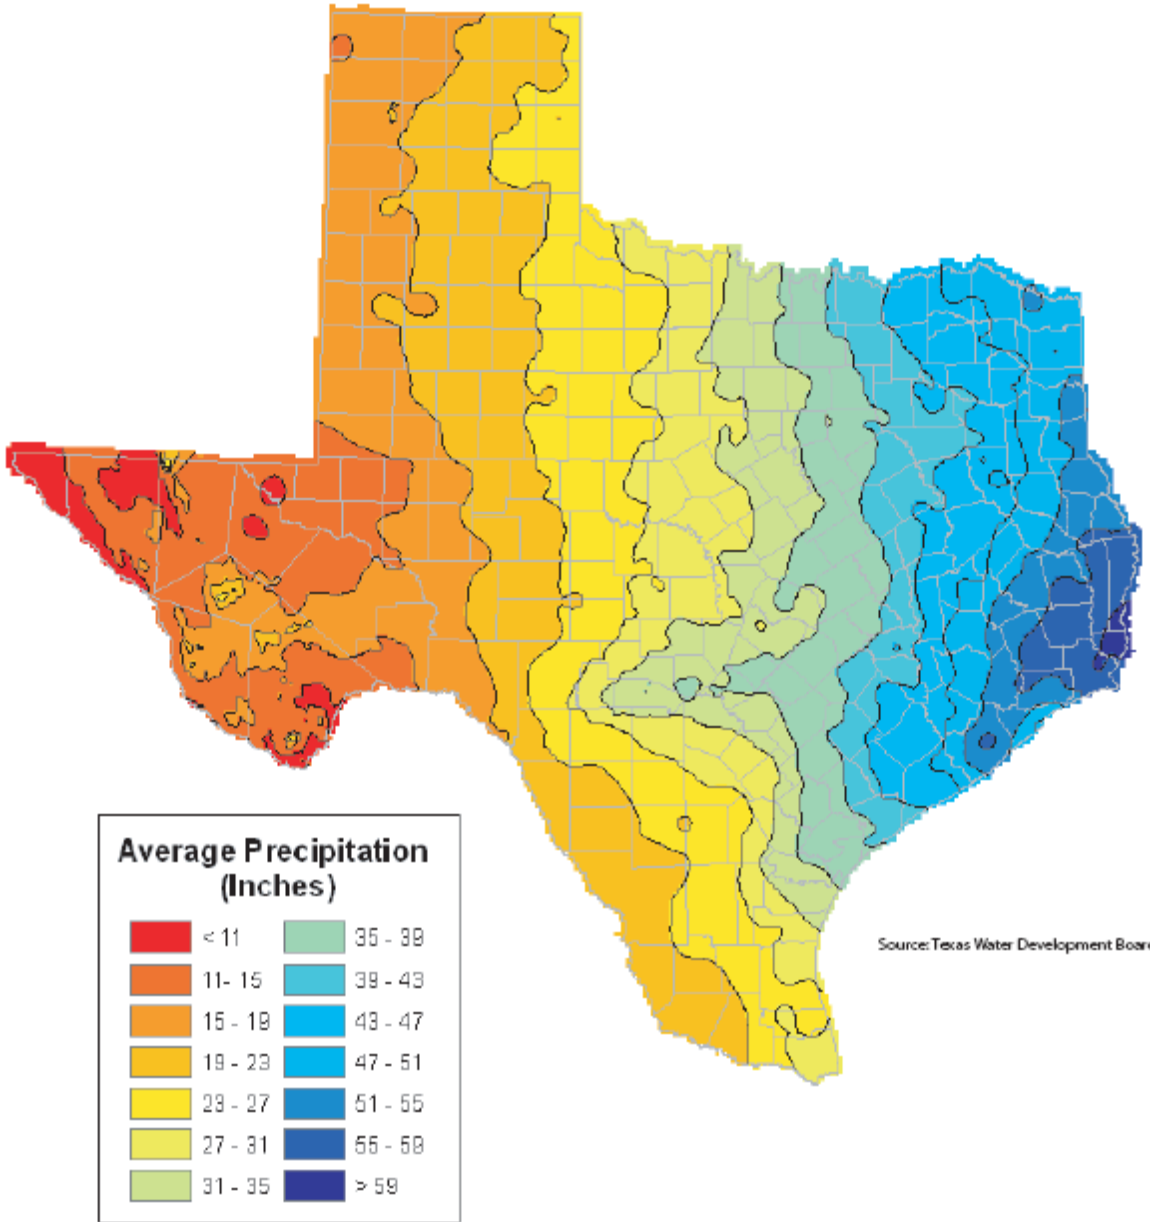 Average Precipitation
(Inches)
< 11
11- 15
15 - 19
19 - 23
23 - 27
27 - 31
31 - 35
35 - 39
39 - 43
43 - 47
47 - 51
51 - 55
55 - 59
> 59
Source: Texas Water Development Boar